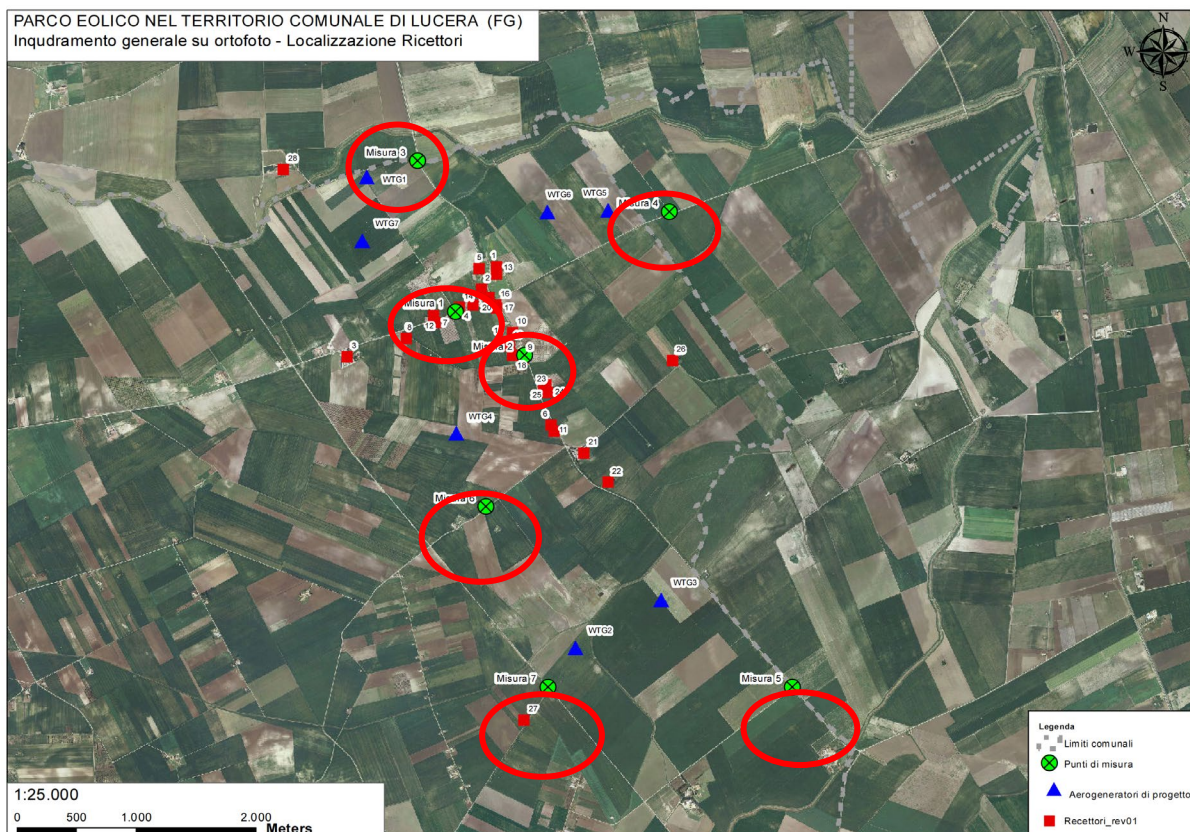 PARCO EOLICO NEL TERRITORIO COMUNALE DI LUCERA (FG)
Inqudramento generale su ortofoto - Localizzazione Ricettori
N
W
E
S
Misura 3
28
WTG1
WTG6
WTG5
Misura 4
WTG7
5
1
13
2
16
Misura 1
14
17
20
4
12
7
10
8
3
Misura 2
9
18
26
23
25
WTG4
6
11
21
22
Misura 6
WTG3
WTG2
Misura 7
Misura 5
27
Legenda
Limiti comunali
Punti di misura
Aerogeneratori di progetto
Recettori_rev01
1:25.000
0
500
1.000
2.000
Meters